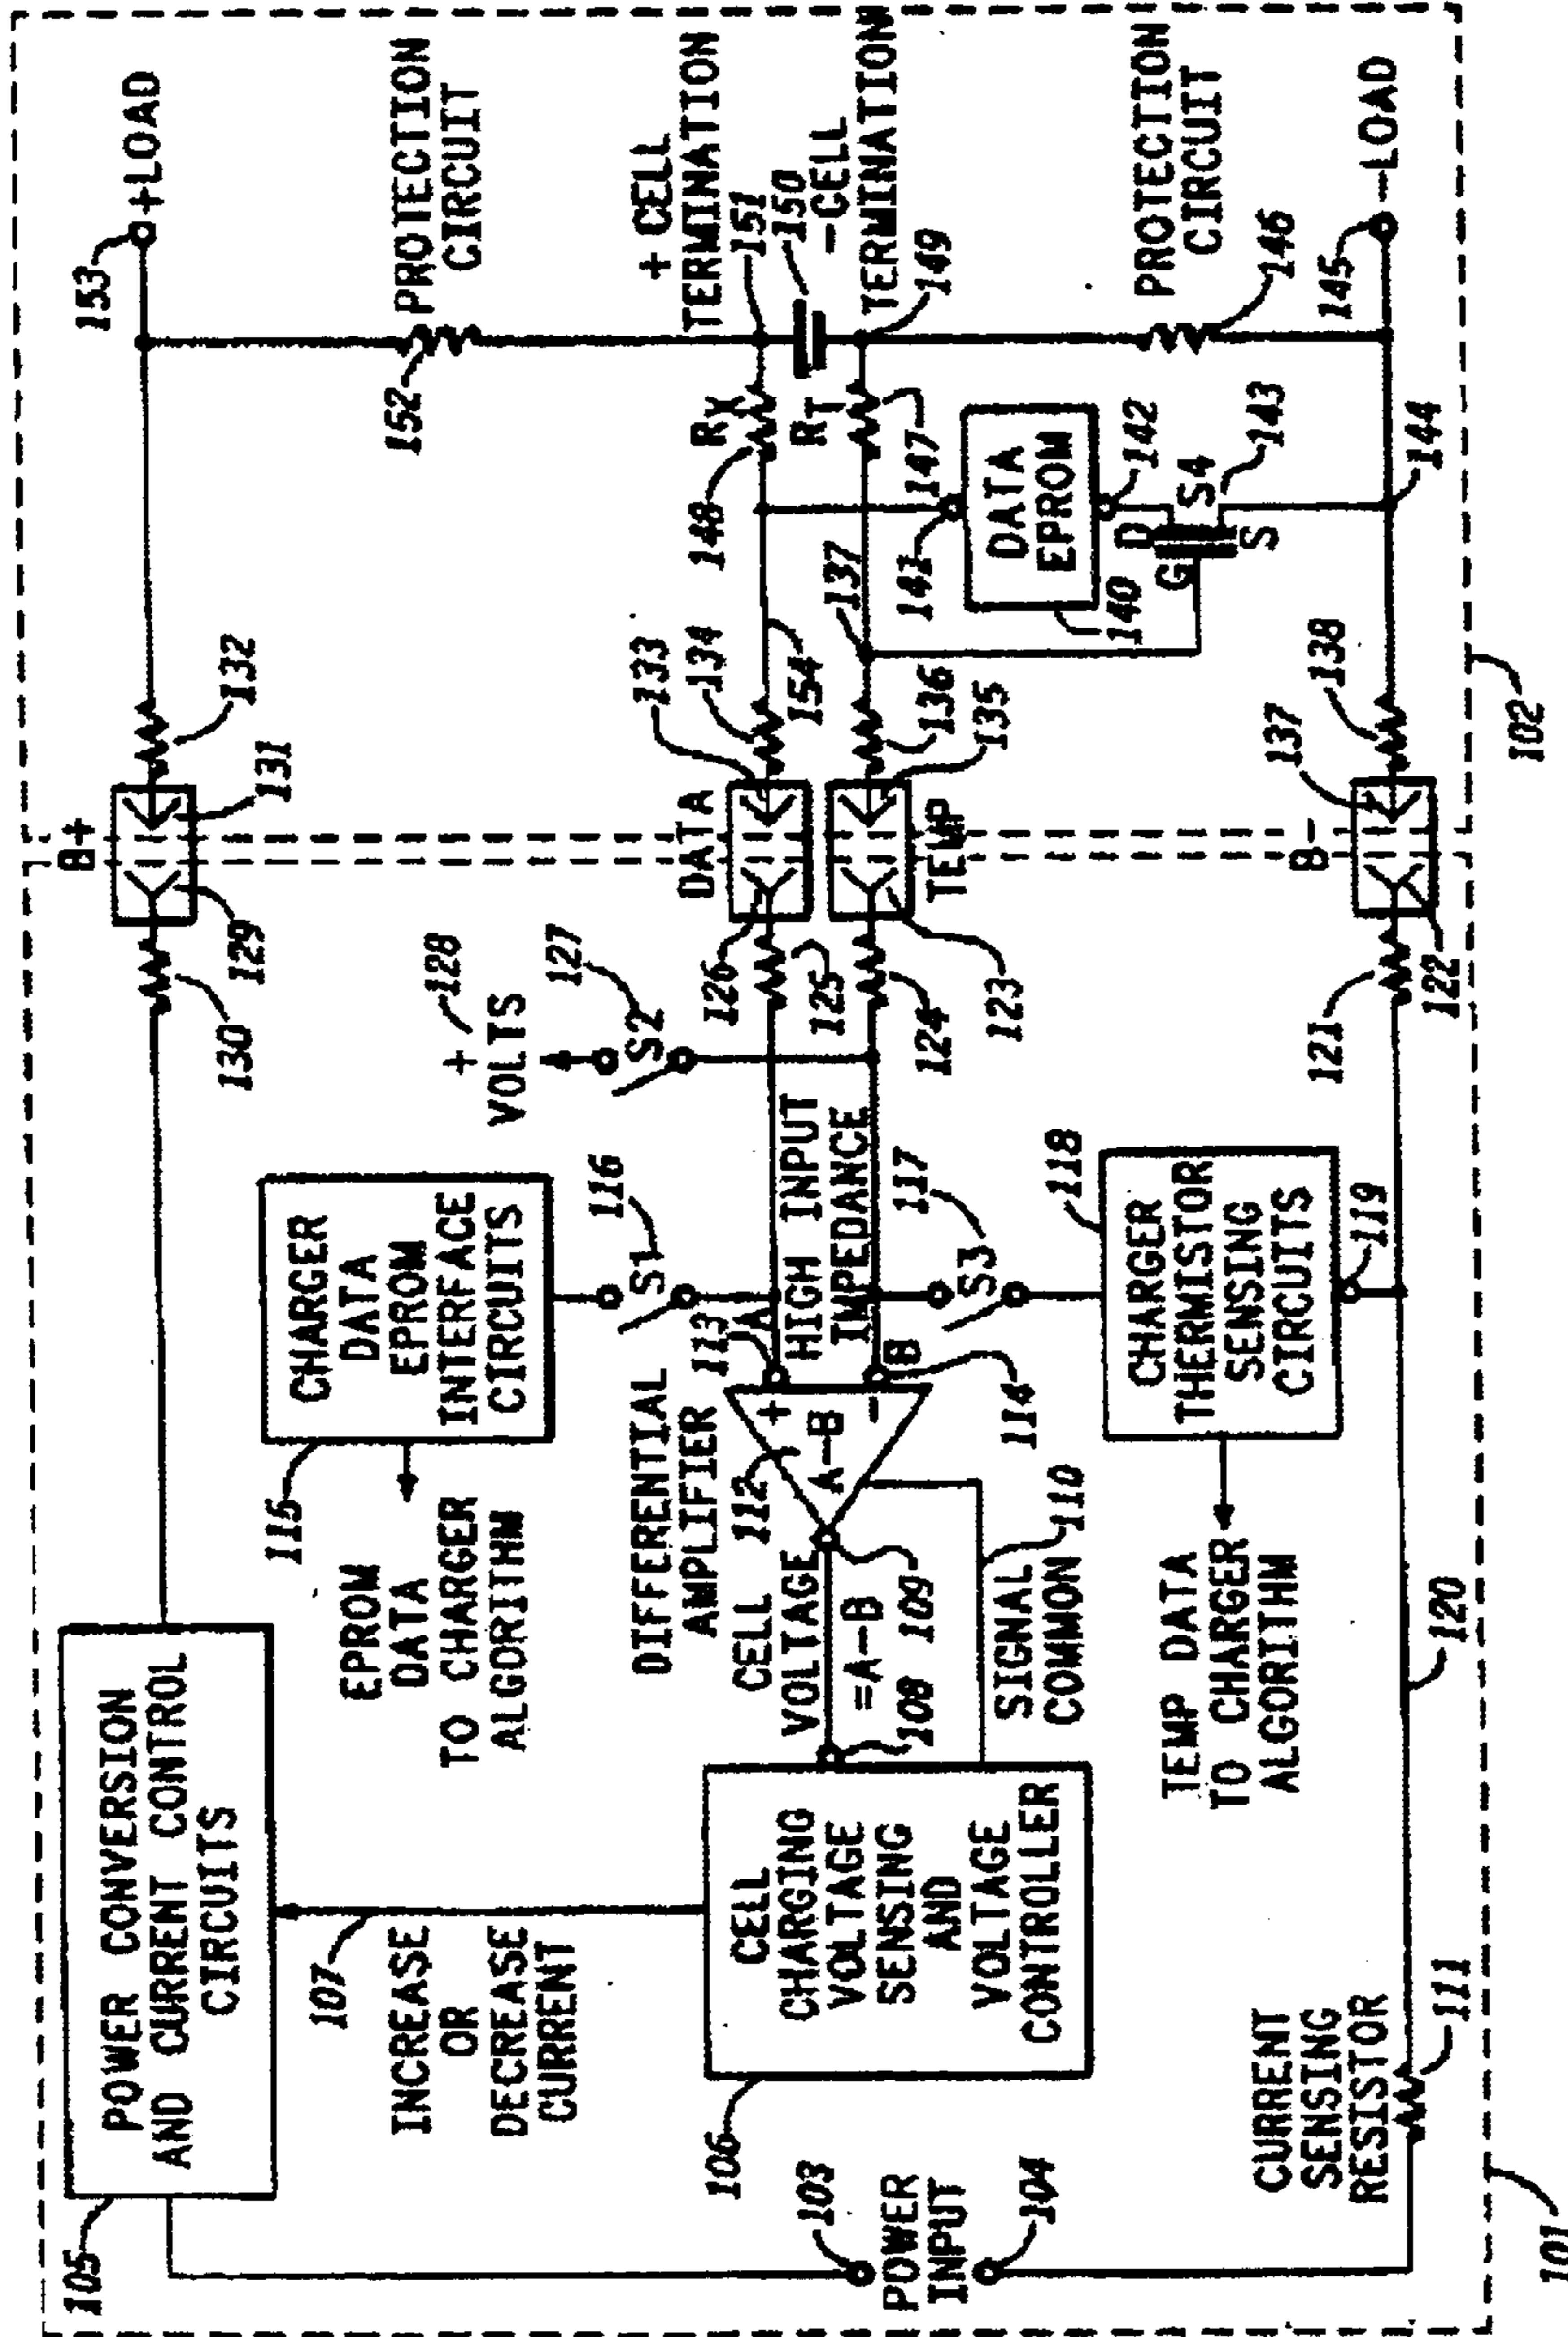 105
POWER CONVERSION
AND CURRENT CONTROL
CIRCUITS
107
INCREASE
OR
DECREASE
CURRENT
106
CELL
CHARGING
VOLTAGE
SENSING
AND
VOLTAGE
CONTROLLER
103
POWER
INPUT
104
CURRENT
SENSING
RESISTOR
111
101
115
CHARGER
DATA
EPROM
INTERFACE
CIRCUITS
EPROM
DATA
TO CHARGER
ALGORITHM
116
S1
DIFFERENTIAL
AMPLIFIER
CELL
VOLTAGE
=A-B
108
109
112
A-B
+
-
113
A
B
114
SIGNAL
COMMON
110
HIGH INPUT
IMPEDANCE
117
S3
118
CHARGER
THERMISTOR
SENSING
CIRCUITS
119
TEMP DATA
TO CHARGER
ALGORITHM
120
+
VOLTS
128
127
S2
130
129
B+
131
132
126
125
DATA
133
134
154
124
123
TEMP
135
136
121
122
B-
137
138
102
153
+LOAD
152
PROTECTION
CIRCUIT
+ CELL
TERMINATION
151
150
-CELL
TERMINATION
149
RX
148
RT
147
137
141
DATA
EPROM
140
142
D
G
S
S4
143
144
PROTECTION
CIRCUIT
146
145
-LOAD